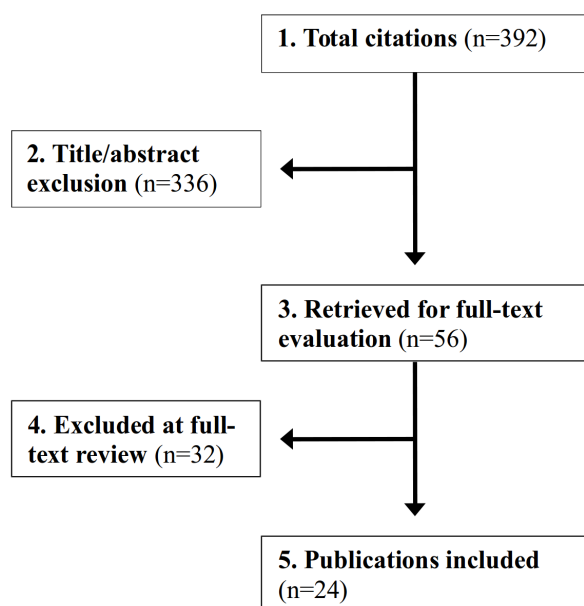 1. Total citations (n=392)
2. Title/abstract
exclusion (n=336)
3. Retrieved for full-text
evaluation (n=56)
4. Excluded at full-
text review (n=32)
5. Publications included
(n=24)